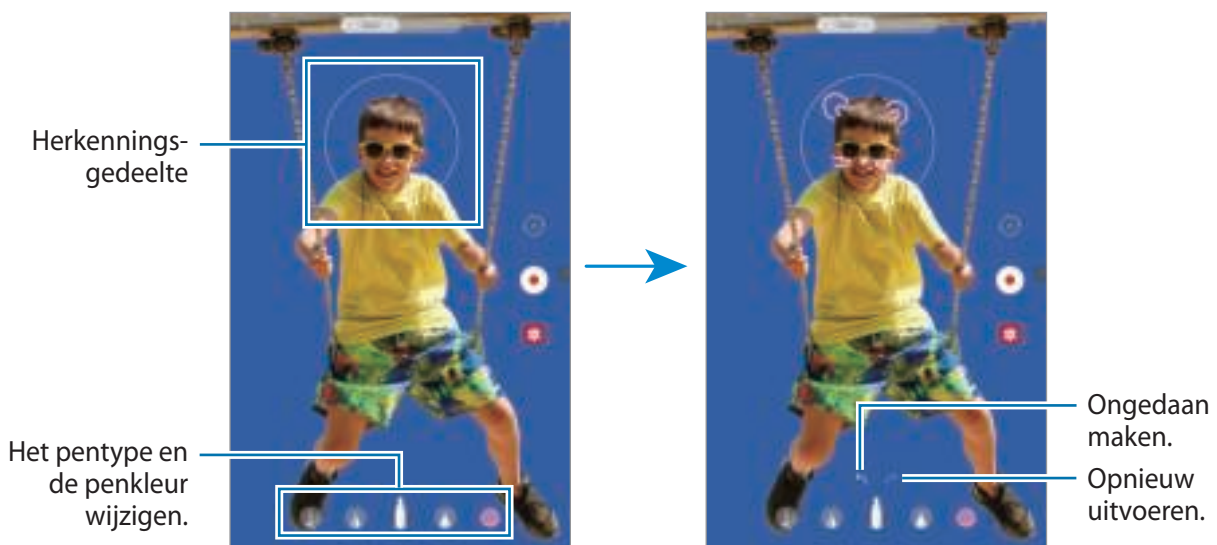 Herkennings-
gedeelte
Het pentype en
de penkleur
wijzigen.
Ongedaan
maken.
Opnieuw
uitvoeren.